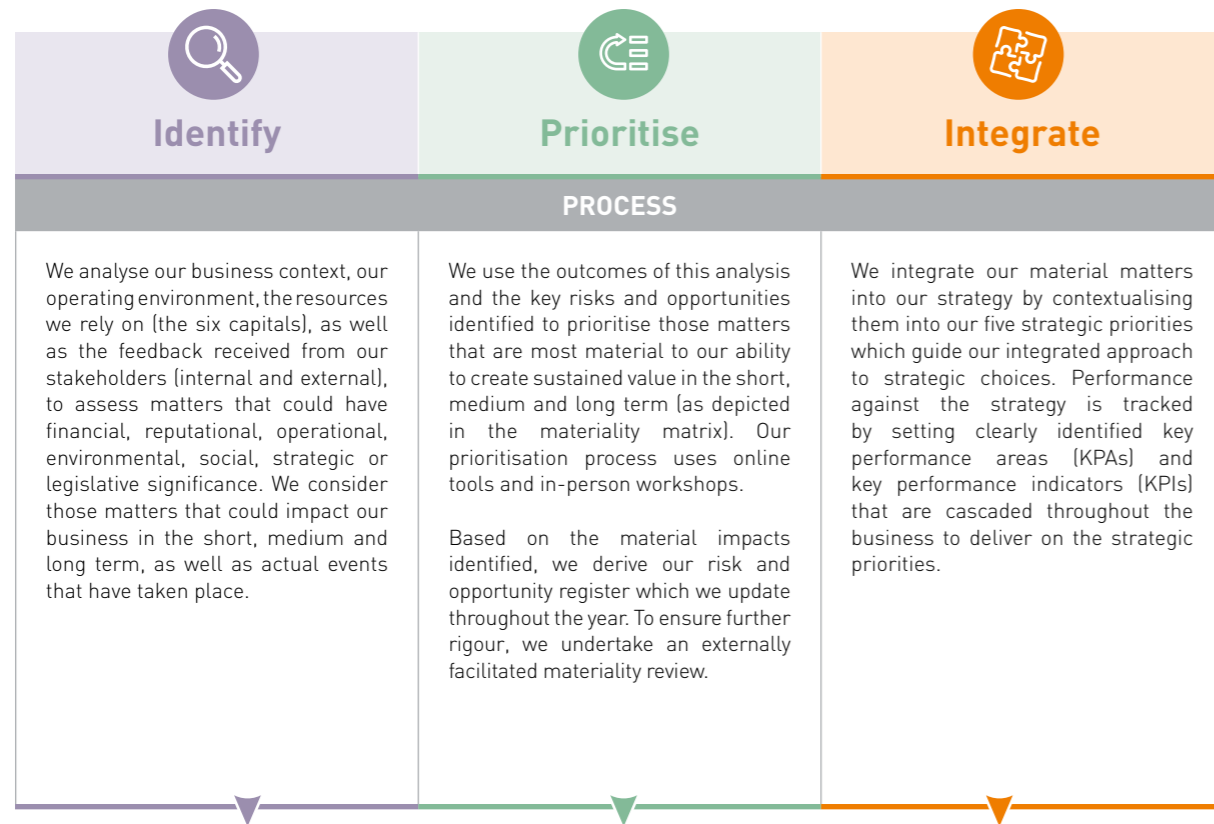 Identify
Prioritise
Integrate
PROCESS
We analyse our business context, our
operating environment, the resources
we rely on (the six capitals), as well
as the feedback received from our
stakeholders (internal and external),
to assess matters that could have
financial, reputational, operational,
environmental, social, strategic or
legislative significance. We consider
those matters that could impact our
business in the short, medium and
long term, as well as actual events
that have taken place.
We use the outcomes of this analysis
and the key risks and opportunities
identified to prioritise those matters
that are most material to our ability
to create sustained value in the short,
medium and long term (as depicted
in the materiality matrix). Our
prioritisation process uses online
tools and in-person workshops.
Based on the material impacts
identified, we derive our risk and
opportunity register which we update
throughout the year. To ensure further
rigour, we undertake an externally
facilitated materiality review.
We integrate our material matters
into our strategy by contextualising
them into our five strategic priorities
which guide our integrated approach
to strategic choices. Performance
against the strategy is tracked
by setting clearly identified key
performance areas (KPAs) and
key performance indicators (KPIs)
that are cascaded throughout the
business to deliver on the strategic
priorities.